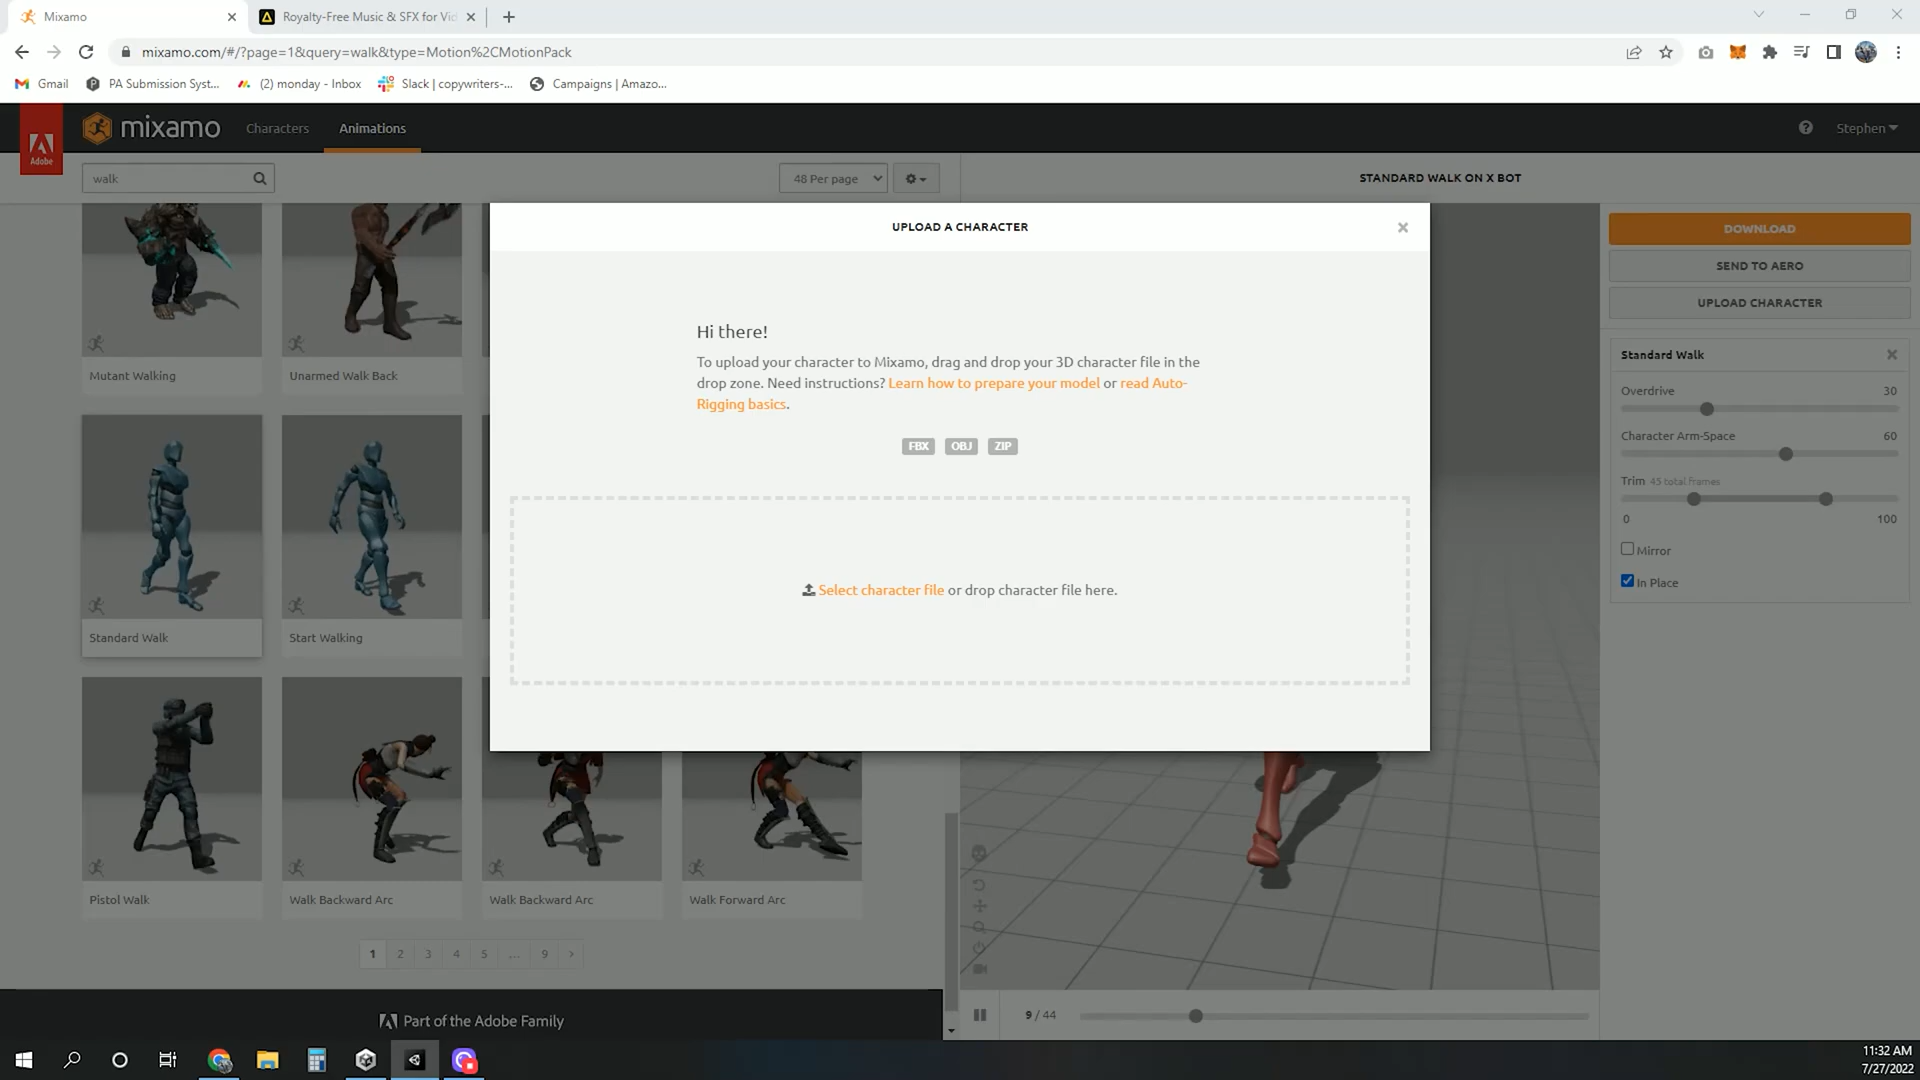 Mixamo
Royalty-Free Music & SFX for Vid
mixamo.com/#/?page=1&query=walk&type=Motion%2CMotionPack
Gmail
PA Submission Syst...
(2) monday - Inbox
Slack | copywriters-...
Campaigns | Amazo...
Adobe
mixamo
Characters
Animations
Stephen
walk
48 Per page
STANDARD WALK ON X BOT
UPLOAD A CHARACTER
DOWNLOAD
SEND TO AERO
UPLOAD CHARACTER
Hi there!
To upload your character to Mixamo, drag and drop your 3D character file in the
drop zone. Need instructions? Learn how to prepare your model or read Auto-
Rigging basics.
FBX OBJ ZIP
Select character file or drop character file here.
Standard Walk
Overdrive 30
Character Arm-Space 60
Trim 45 total frames
0 100
Mirror
In Place
Mutant Walking
Unarmed Walk Back
Standard Walk
Start Walking
Pistol Walk
Walk Backward Arc
Walk Backward Arc
Walk Forward Arc
1 2 3 4 5 ... 9 >
9 / 44
Part of the Adobe Family
11:32 AM
7/27/2022